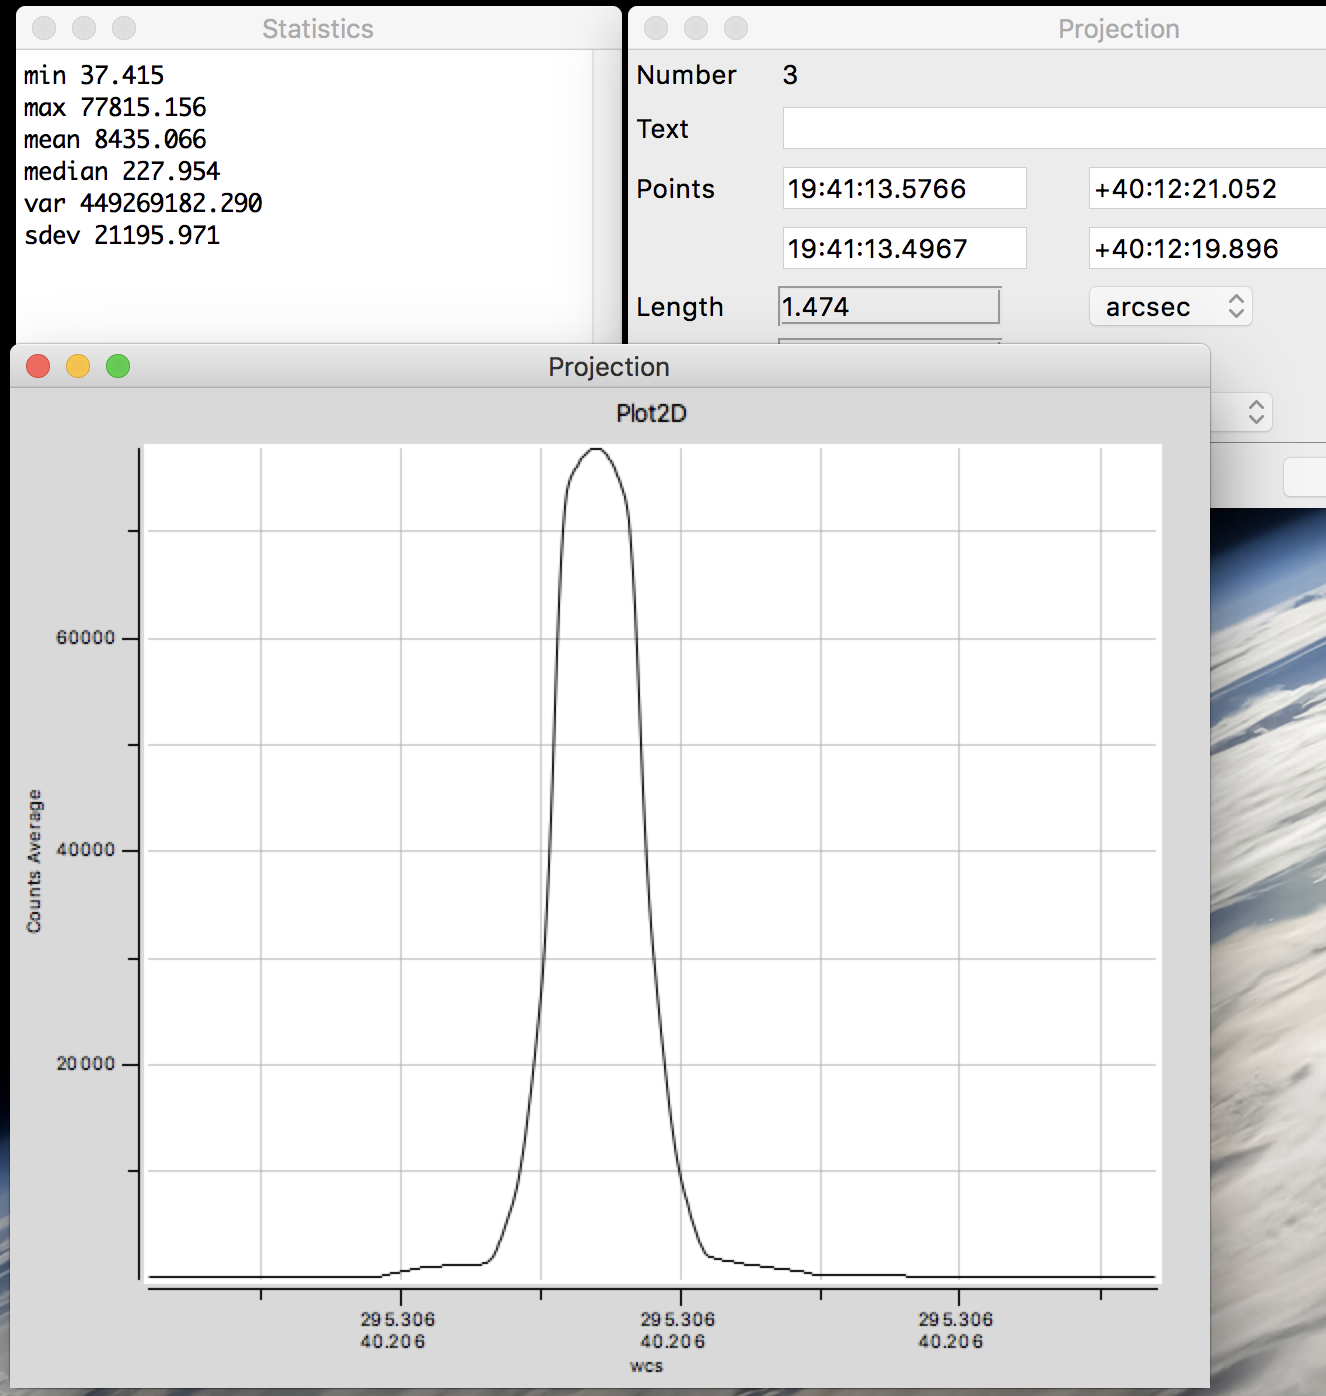 Statistics
min 37.415
max 77815.156
mean 8435.066
median 227.954
var 449269182.290
sdev 21195.971
Projection
Number 3
Text
Points 19:41:13.5766 +40:12:21.052
19:41:13.4967 +40:12:19.896
Length 1.474 arcsec
Projection
Plot2D
60000
40000
20000
Counts Average
295.306 295.306 295.306
40.206 40.206 40.206
wcs